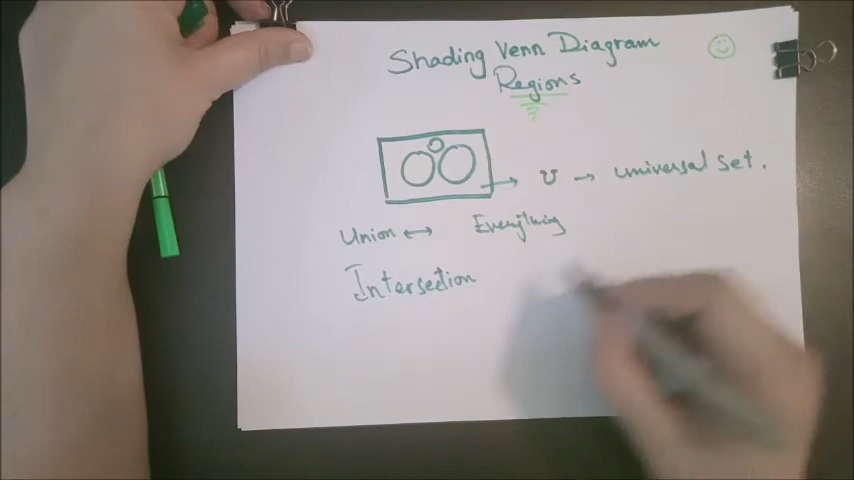 Shading Venn Diagram
Regions
U → universal set.
Union ↔ Everything
Intersection